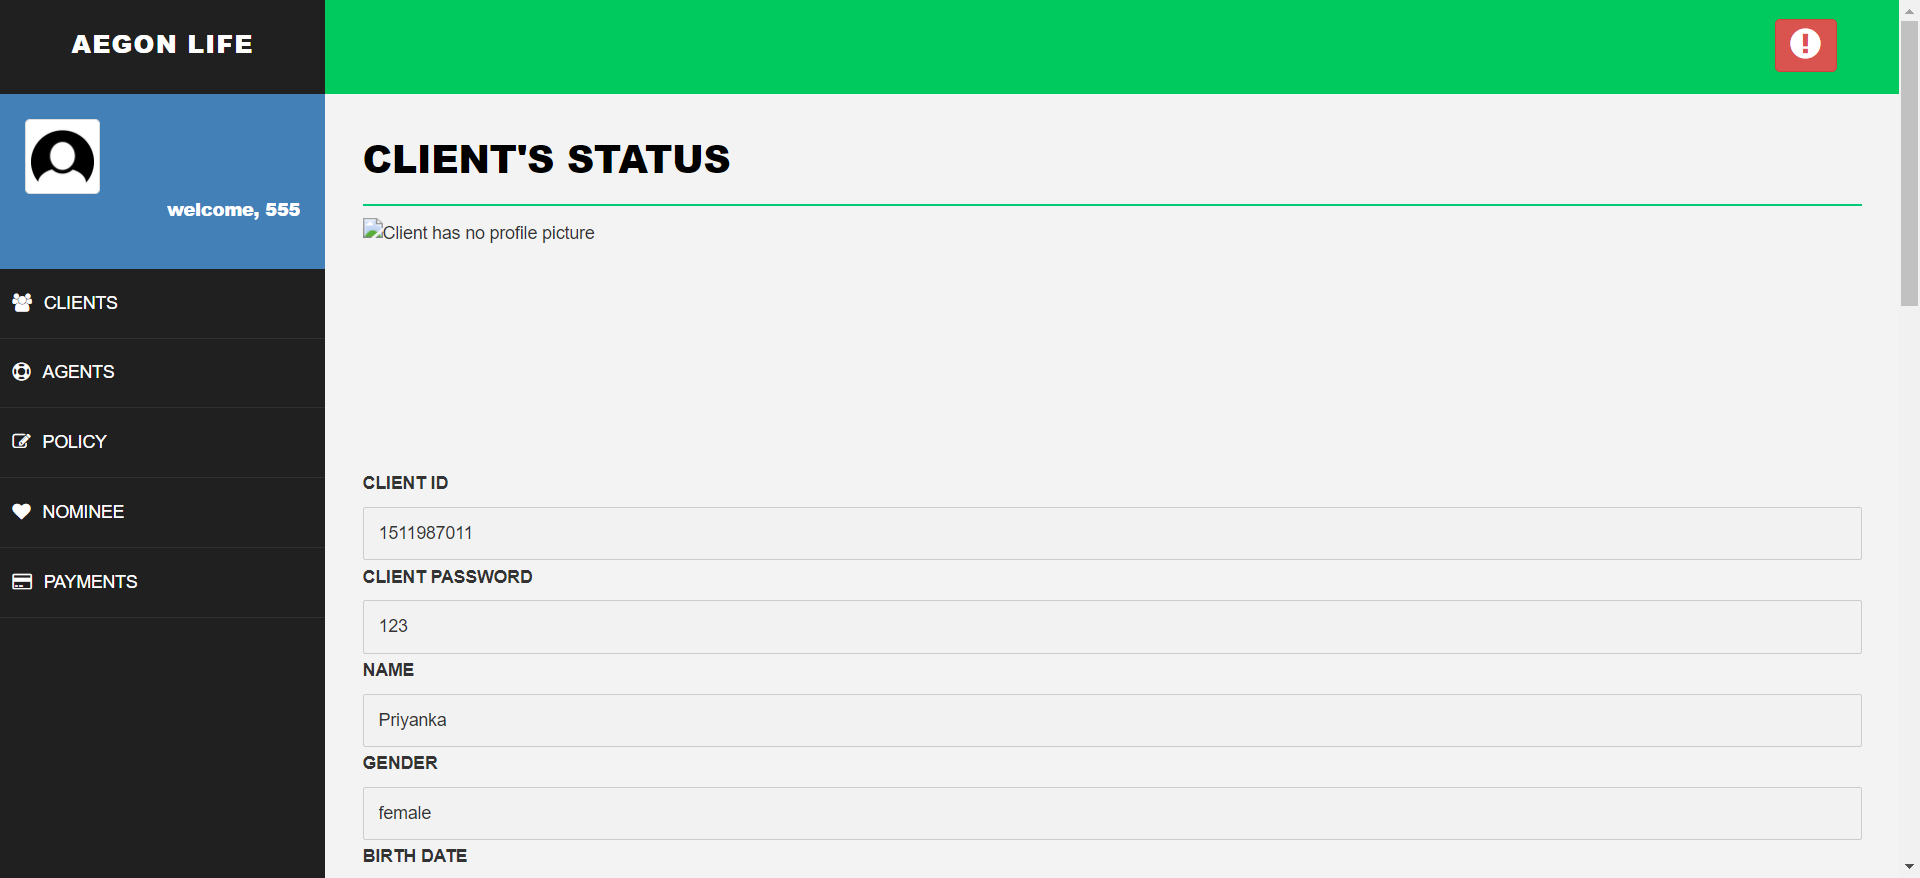 AEGON LIFE
welcome, 555
CLIENTS
AGENTS
POLICY
NOMINEE
PAYMENTS
CLIENT'S STATUS
Client has no profile picture
CLIENT ID
1511987011
CLIENT PASSWORD
123
NAME
Priyanka
GENDER
female
BIRTH DATE